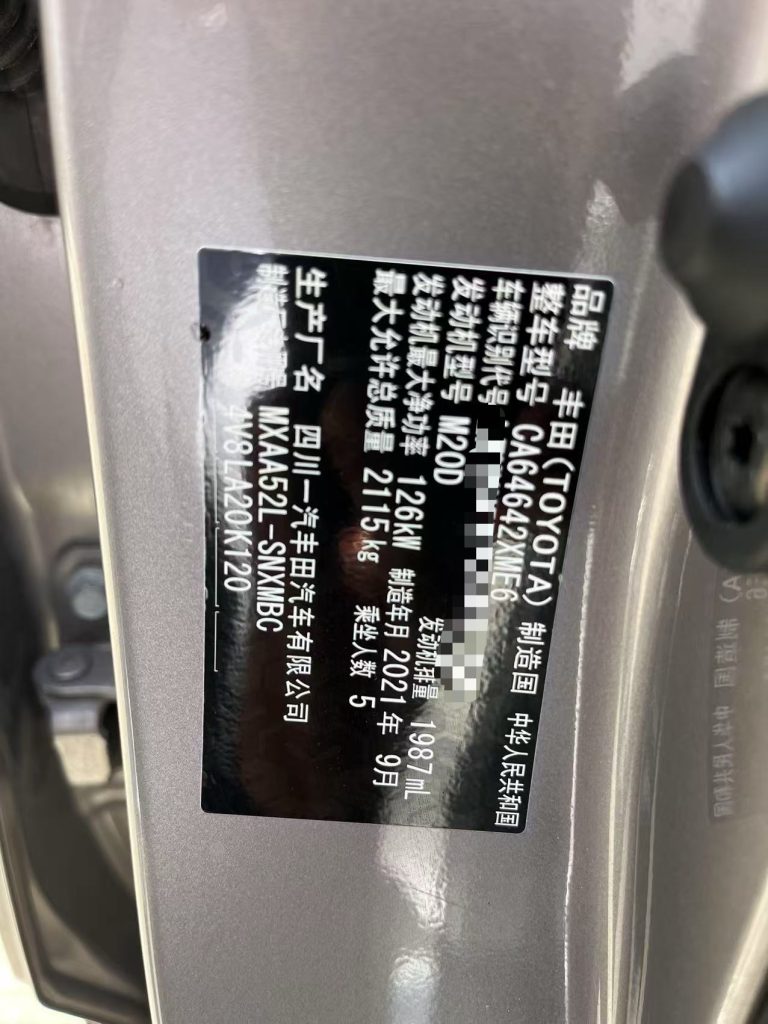 品牌 丰田(TOYOTA) 制造国 中华人民共和国
整车型号 CA64642XME6
车辆识别代号
发动机型号 M20D 发动机排量 1987 mL
发动机最大净功率 126kW 制造年月 2021年 9月
最大允许总质量 2115kg 乘坐人数 5
生产厂名 四川一汽丰田汽车有限公司
MXAA52L-SNXMBC
4V8LA20K120